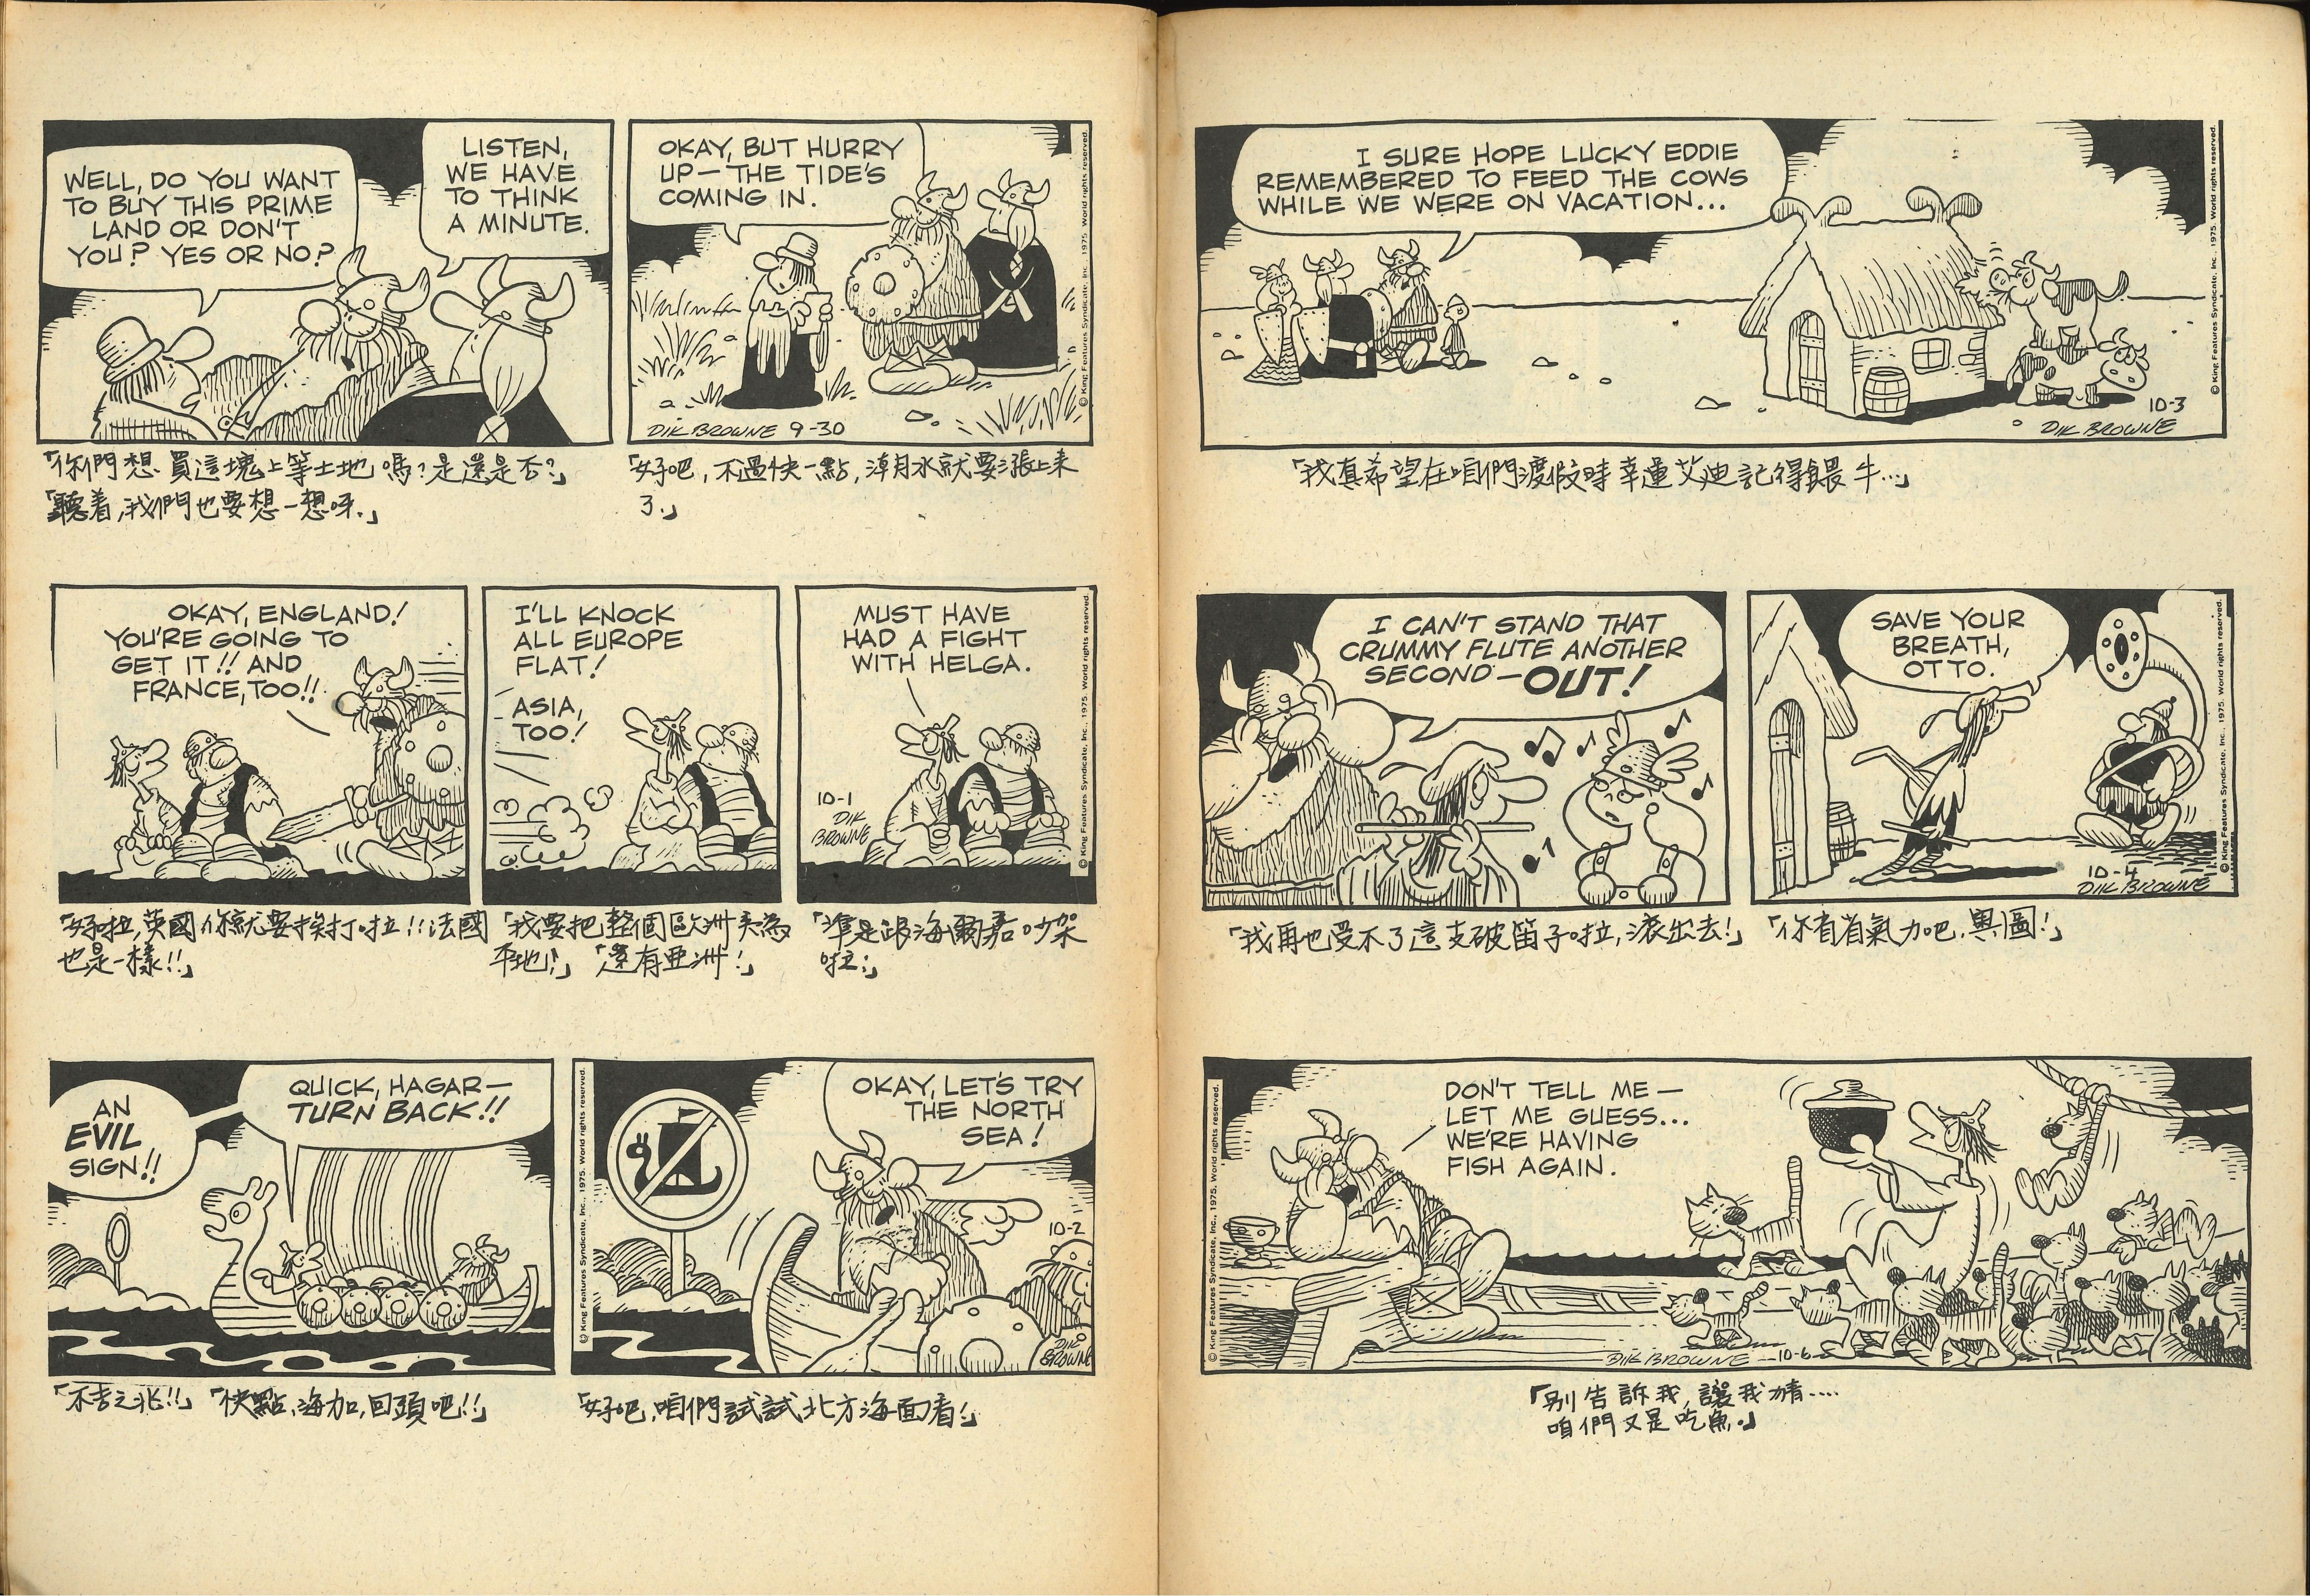 WELL, DO YOU WANT
TO BUY THIS PRIME
LAND OR DON'T
YOU? YES OR NO?
LISTEN,
WE HAVE
TO THINK
A MINUTE.
OKAY, BUT HURRY
UP—THE TIDE'S
COMING IN.
DIK BROWNE 9-30
© King Features Syndicate, Inc., 1975. World rights reserved.
「你們想買這塊上等土地嗎？是還是否？」
「聽着，我們也要想一想呀.」
「好吧，不過快一點，潮水就要漲上來
了.」
OKAY, ENGLAND!
YOU'RE GOING TO
GET IT!! AND
FRANCE, TOO!!
I'LL KNOCK
ALL EUROPE
FLAT!
ASIA,
TOO!
MUST HAVE
HAD A FIGHT
WITH HELGA.
10-1
DIK
BROWNE
© King Features Syndicate, Inc., 1975. World rights reserved.
「好啦，英國你就要挨打啦!!法國
也是一樣!!」
「我要把整個歐洲夷為
平地!」「還有亞洲!」
「準是跟海爾嘉吵架
啦!」
AN
EVIL
SIGN!!
QUICK, HAGAR—
TURN BACK!!
OKAY, LET'S TRY
THE NORTH
SEA!
10-2
DIK
BROWNE
© King Features Syndicate, Inc., 1975. World rights reserved.
「不吉之兆!!」「快點，海加，回頭吧!!」
「好吧，咱們試試北方海面看!」
I SURE HOPE LUCKY EDDIE
REMEMBERED TO FEED THE COWS
WHILE WE WERE ON VACATION...
10-3
DIK BROWNE
© King Features Syndicate, Inc., 1975. World rights reserved.
「我真希望在咱們渡假時幸運艾迪記得餵牛...」
I CAN'T STAND THAT
CRUMMY FLUTE ANOTHER
SECOND—OUT!
SAVE YOUR
BREATH,
OTTO.
10-4
DIK BROWNE
© King Features Syndicate, Inc., 1975. World rights reserved.
「我再也受不了這支破笛子啦，滾出去!」
「你省省氣力吧，奧圖!」
DON'T TELL ME—
LET ME GUESS...
WE'RE HAVING
FISH AGAIN.
DIK BROWNE 10-6
© King Features Syndicate, Inc., 1975. World rights reserved.
「別告訴我，讓我猜....
咱們又是吃魚.」